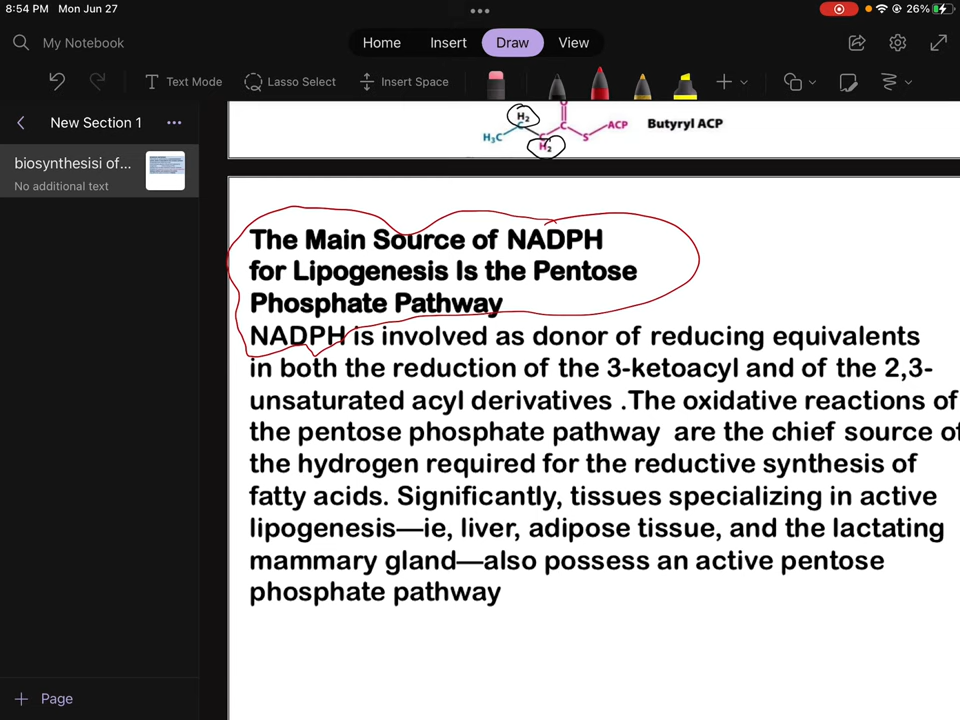 8:54 PM Mon Jun 27
26%
My Notebook
Home Insert Draw View
Text Mode Lasso Select Insert Space
New Section 1
biosynthesisi of...
No additional text
H₂
H₃C
ACP
S
H₂
Butyryl ACP
The Main Source of NADPH
for Lipogenesis Is the Pentose
Phosphate Pathway
NADPH is involved as donor of reducing equivalents
in both the reduction of the 3-ketoacyl and of the 2,3-
unsaturated acyl derivatives .The oxidative reactions of
the pentose phosphate pathway are the chief source of
the hydrogen required for the reductive synthesis of
fatty acids. Significantly, tissues specializing in active
lipogenesis—ie, liver, adipose tissue, and the lactating
mammary gland—also possess an active pentose
phosphate pathway
Page